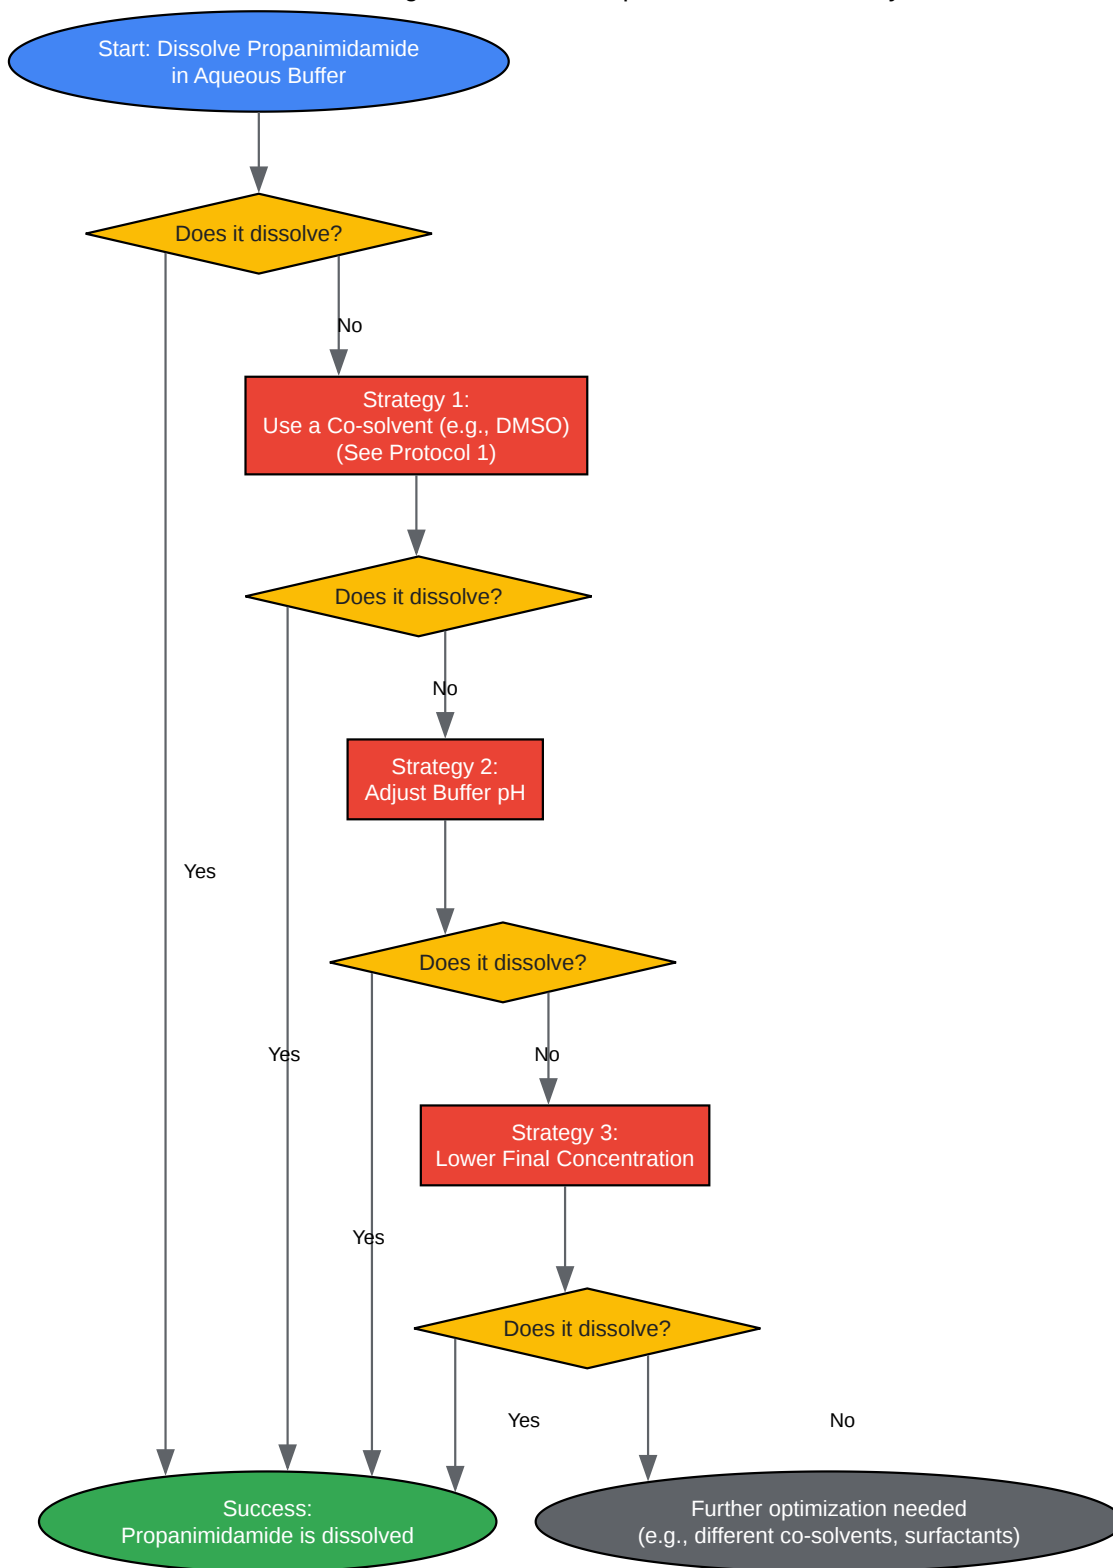 Start: Dissolve Propanimidamide
in Aqueous Buffer
Does it dissolve?
No
Strategy 1:
Use a Co-solvent (e.g., DMSO)
(See Protocol 1)
Does it dissolve?
No
Strategy 2:
Adjust Buffer pH
Yes
Does it dissolve?
Yes
No
Strategy 3:
Lower Final Concentration
Yes
Does it dissolve?
Yes
No
Success:
Propanimidamide is dissolved
Further optimization needed
(e.g., different co-solvents, surfactants)